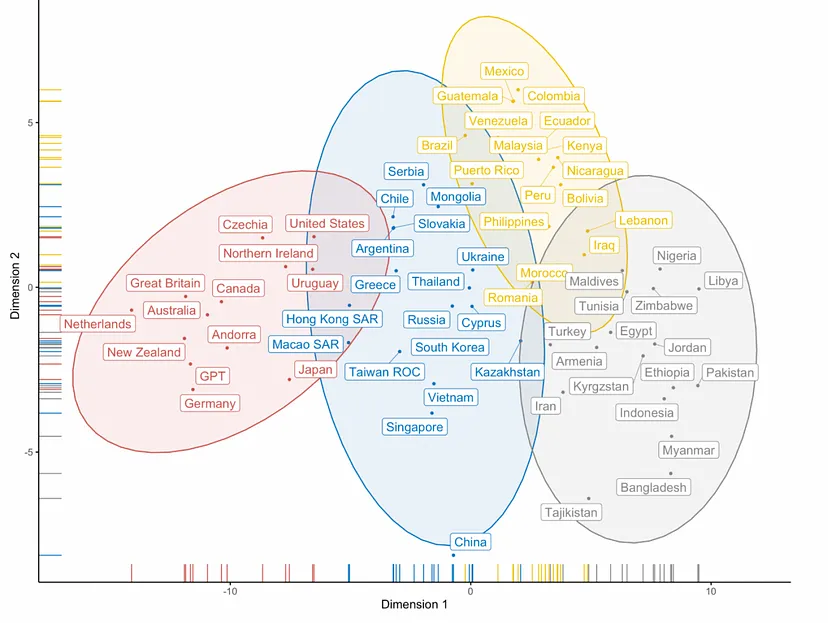 Mexico
Guatemala
Colombia
Venezuela
Ecuador
5
Brazil
Malaysia
Kenya
Serbia
Puerto Rico
Nicaragua
Chile
Mongolia
Peru
Bolivia
Czechia
United States
Slovakia
Philippines
Lebanon
Northern Ireland
Argentina
Ukraine
Iraq
Nigeria
Great Britain
Canada
Uruguay
Greece
Thailand
Morocco
Maldives
Libya
0
Dimension 2
Australia
Romania
Tunisia
Zimbabwe
Netherlands
Hong Kong SAR
Russia
Cyprus
Andorra
Macao SAR
South Korea
Turkey
Egypt
New Zealand
Armenia
Jordan
GPT
Japan
Taiwan ROC
Kazakhstan
Kyrgzstan
Ethiopia
Pakistan
Germany
Vietnam
Iran
Indonesia
Singapore
-5
Myanmar
Bangladesh
Tajikistan
China
-10
0
10
Dimension 1